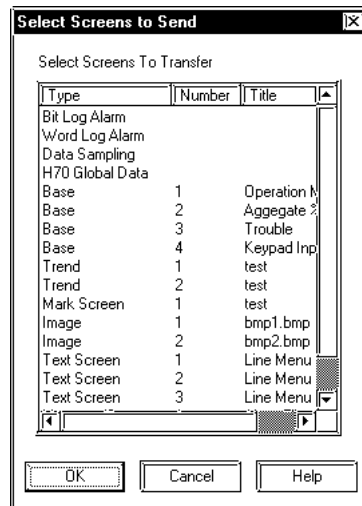 Select Screens to Send
Select Screens To Transfer
Type Number Title
Bit Log Alarm
Word Log Alarm
Data Sampling
H70 Global Data
Base 1 Operation M
Base 2 Aggegate %
Base 3 Trouble
Base 4 Keypad Inp
Trend 1 test
Trend 2 test
Mark Screen 1 test
Image 1 bmp1.bmp
Image 2 bmp2.bmp
Text Screen 1 Line Menu
Text Screen 2 Line Menu
Text Screen 3 Line Menu
OK Cancel Help